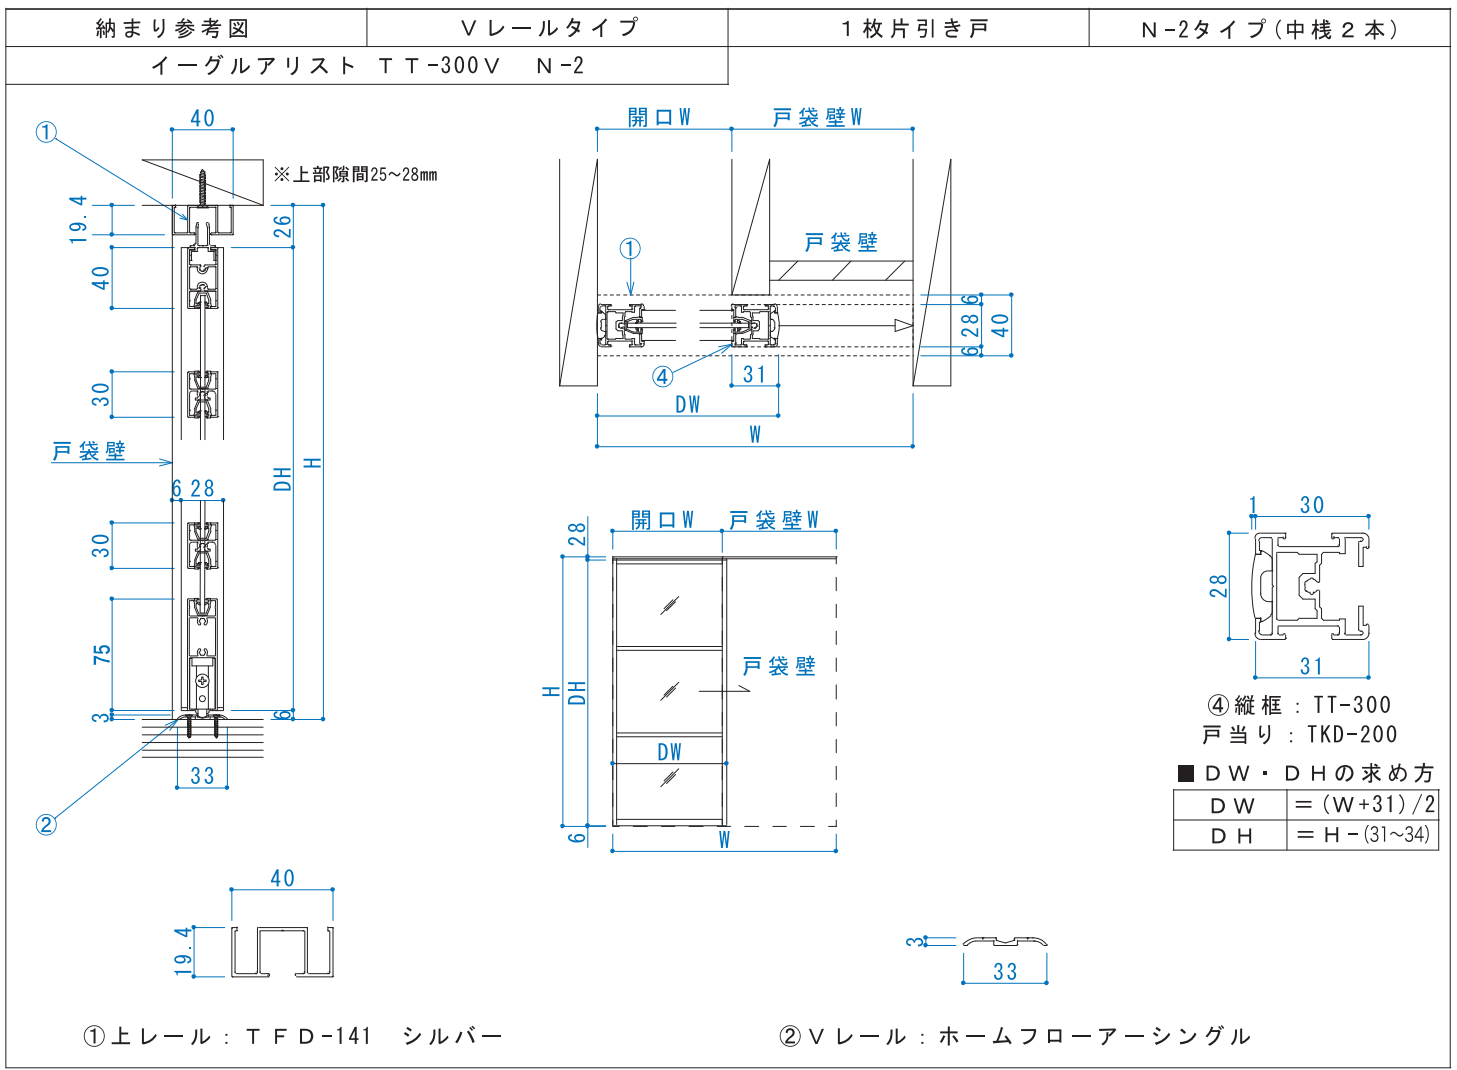 納まり参考図
Vレールタイプ
1枚片引き戸
N-2タイプ(中桟2本)
イーグルアリスト TT-300V N-2
40
①
※上部隙間25~28mm
19.4
26
40
30
戸袋壁
6 28
DH
H
30
75
3
6
33
②
開口W
戸袋壁W
①
戸袋壁
6
28
6
40
④
31
DW
W
28
開口W
戸袋壁W
H
DH
戸袋壁
DW
6
W
1
30
28
31
④縦框:TT-300
戸当り:TKD-200
■DW・DHの求め方
DW
=(W+31)/2
DH
=H-(31~34)
40
19.4
①上レール:TFD-141 シルバー
3
33
②Vレール:ホームフローアーシングル